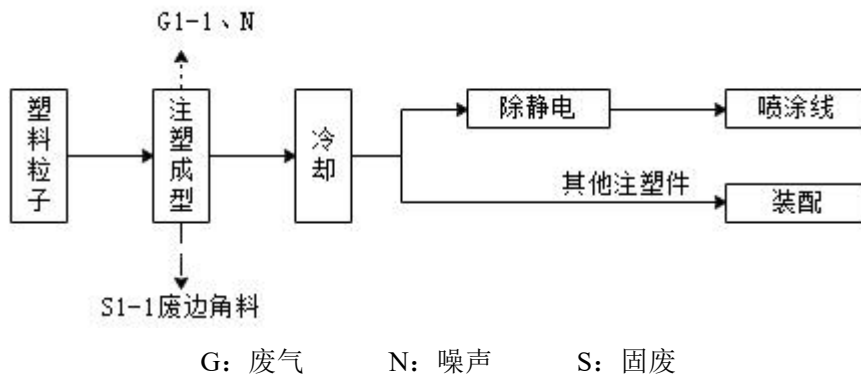 G1-1、N
塑料粒子
注塑成型
冷却
除静电
喷涂线
其他注塑件
装配
S1-1废边角料
G：废气 N：噪声 S：固废